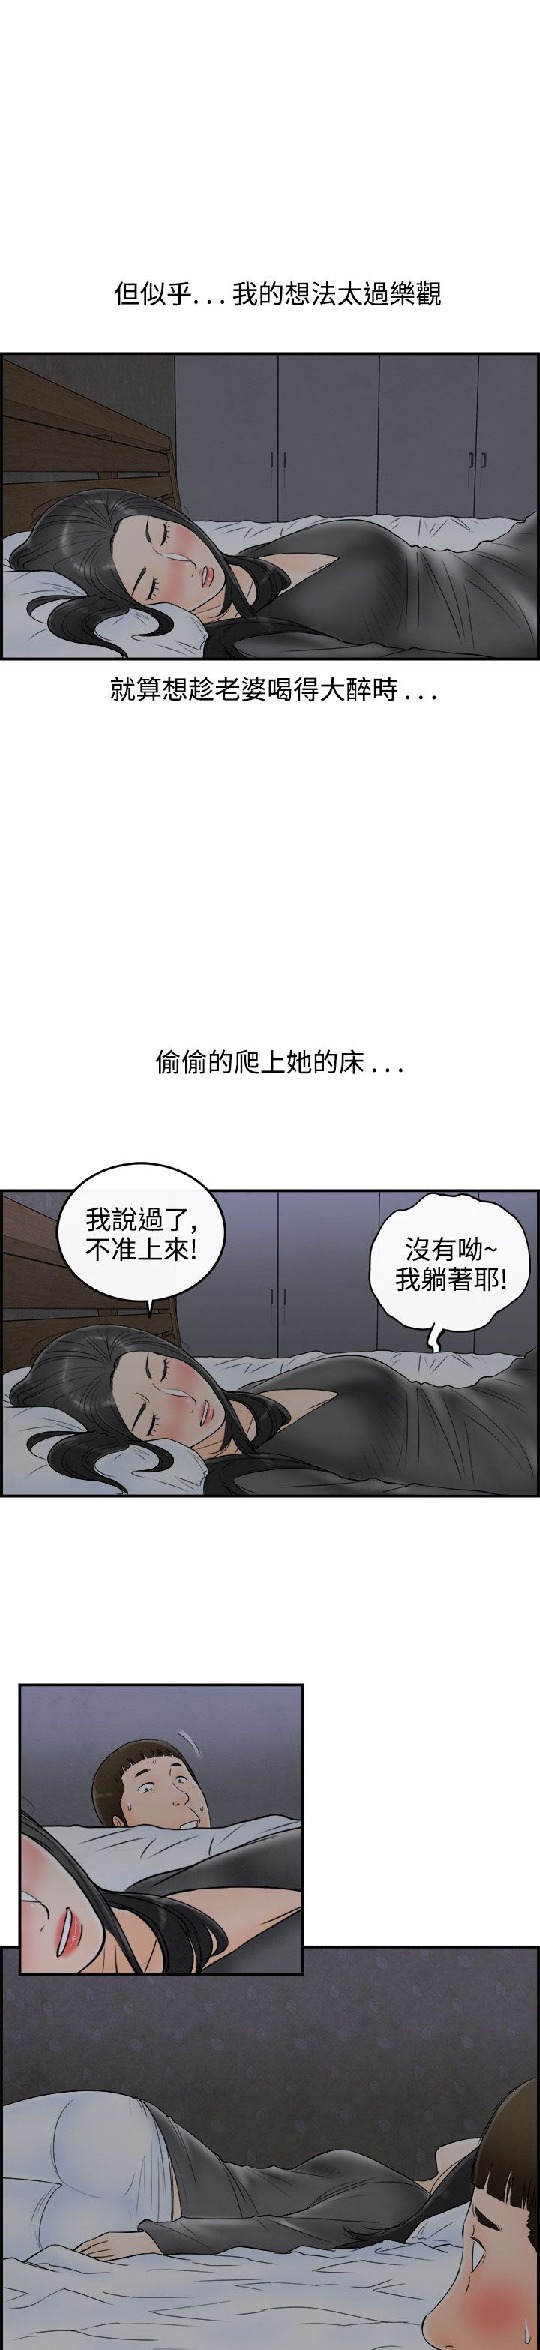 但似乎...我的想法太過樂觀
就算想趁老婆喝得大醉時...
偷偷的爬上她的床...
我說過了,
不准上來!
沒有呦~
我躺著耶!